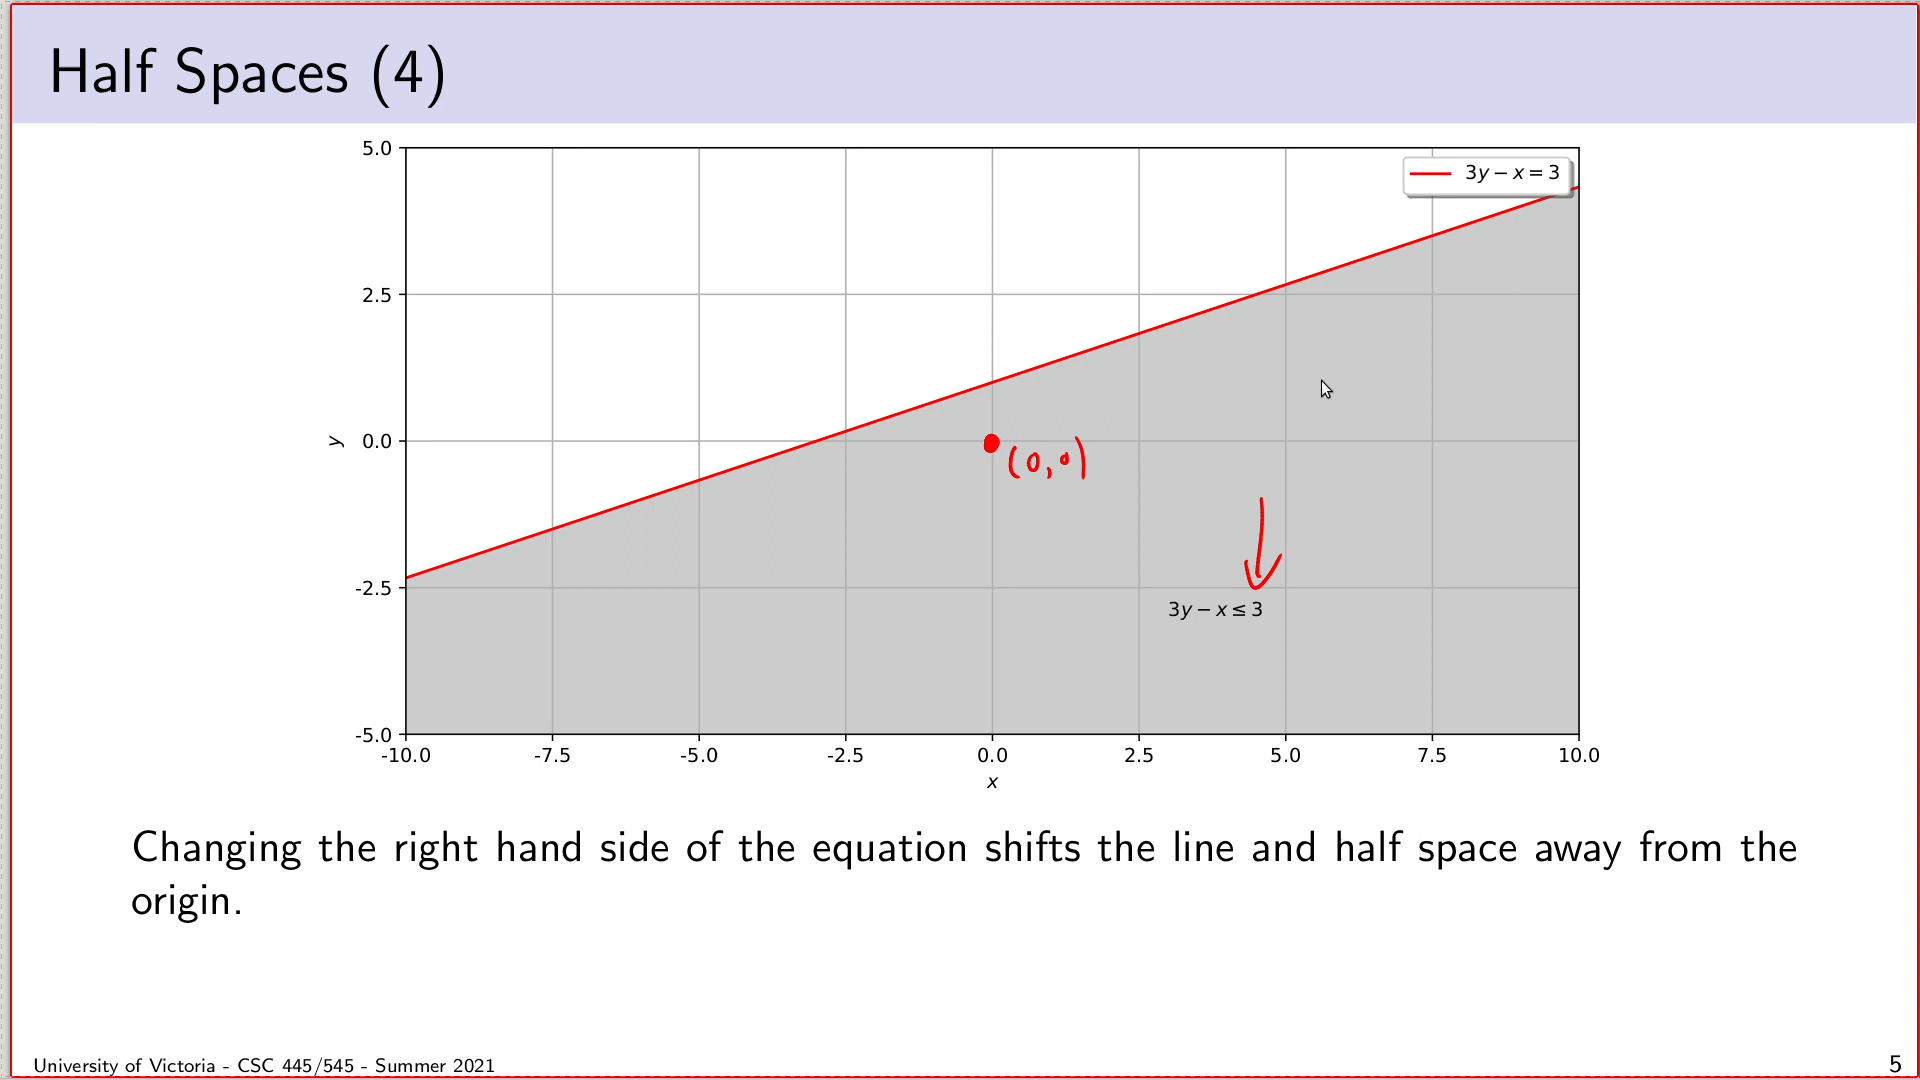 Half Spaces (4)
5.0
3y − x = 3
2.5
y
0.0
(0,0)
-2.5
3y − x ≤ 3
-5.0
-10.0 -7.5 -5.0 -2.5 0.0 2.5 5.0 7.5 10.0
x
Changing the right hand side of the equation shifts the line and half space away from the
origin.
University of Victoria - CSC 445/545 - Summer 2021 5